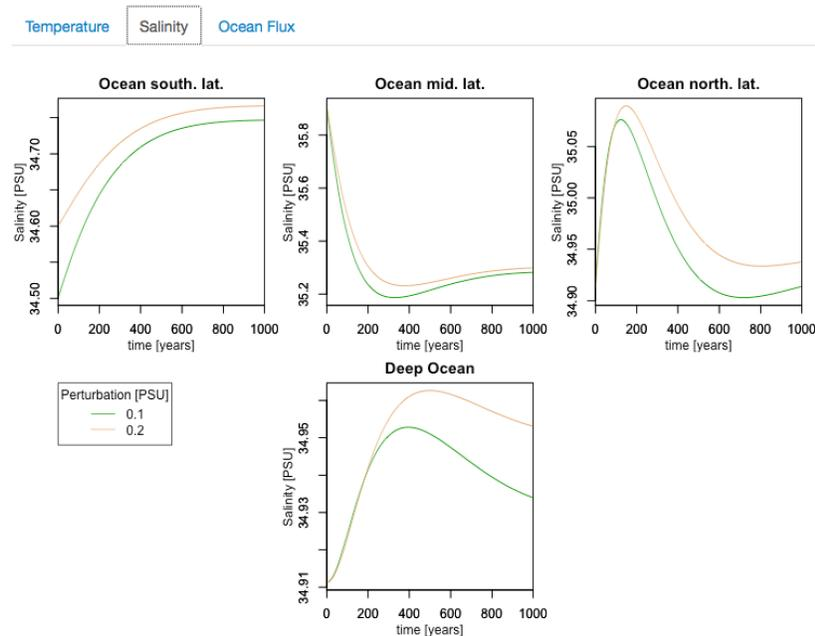 Temperature Salinity Ocean Flux
Ocean south. lat.
Salinity [PSU]
34.50 34.60 34.70
0 200 400 600 800 1000
time [years]
Ocean mid. lat.
Salinity [PSU]
35.2 35.4 35.6 35.8
0 200 400 600 800 1000
time [years]
Ocean north. lat.
Salinity [PSU]
34.90 34.95 35.00 35.05
0 200 400 600 800 1000
time [years]
Perturbation [PSU]
0.1
0.2
Deep Ocean
Salinity [PSU]
34.91 34.93 34.95
0 200 400 600 800 1000
time [years]